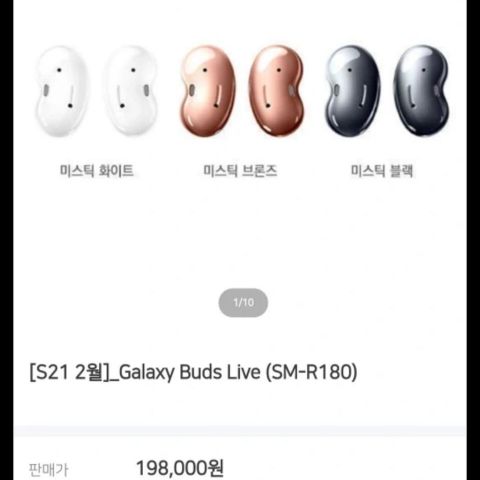 미스틱 화이트 미스틱 브론즈 미스틱 블랙
1/10
[S21 2월]_Galaxy Buds Live (SM-R180)
판매가 198,000원